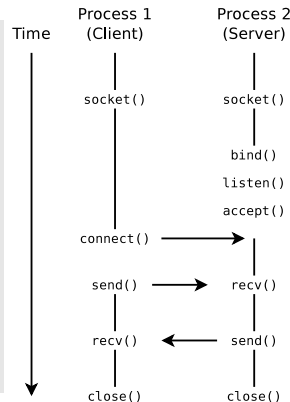 Process 1 Process 2
Time (Client) (Server)
socket() socket()
bind()
listen()
accept()
connect()
send() recv()
recv() send()
close() close()